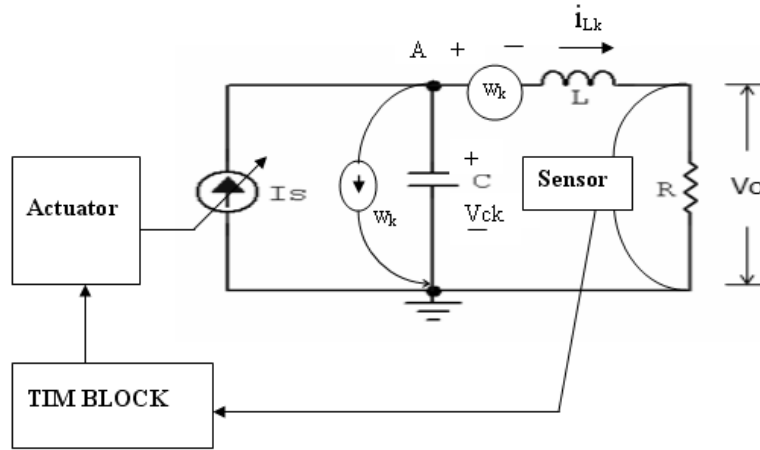 i_Lk
A + −
W_k
L
Actuator
Is
W_k
+
C
Vck
−
Sensor
R
Vo
TIM BLOCK